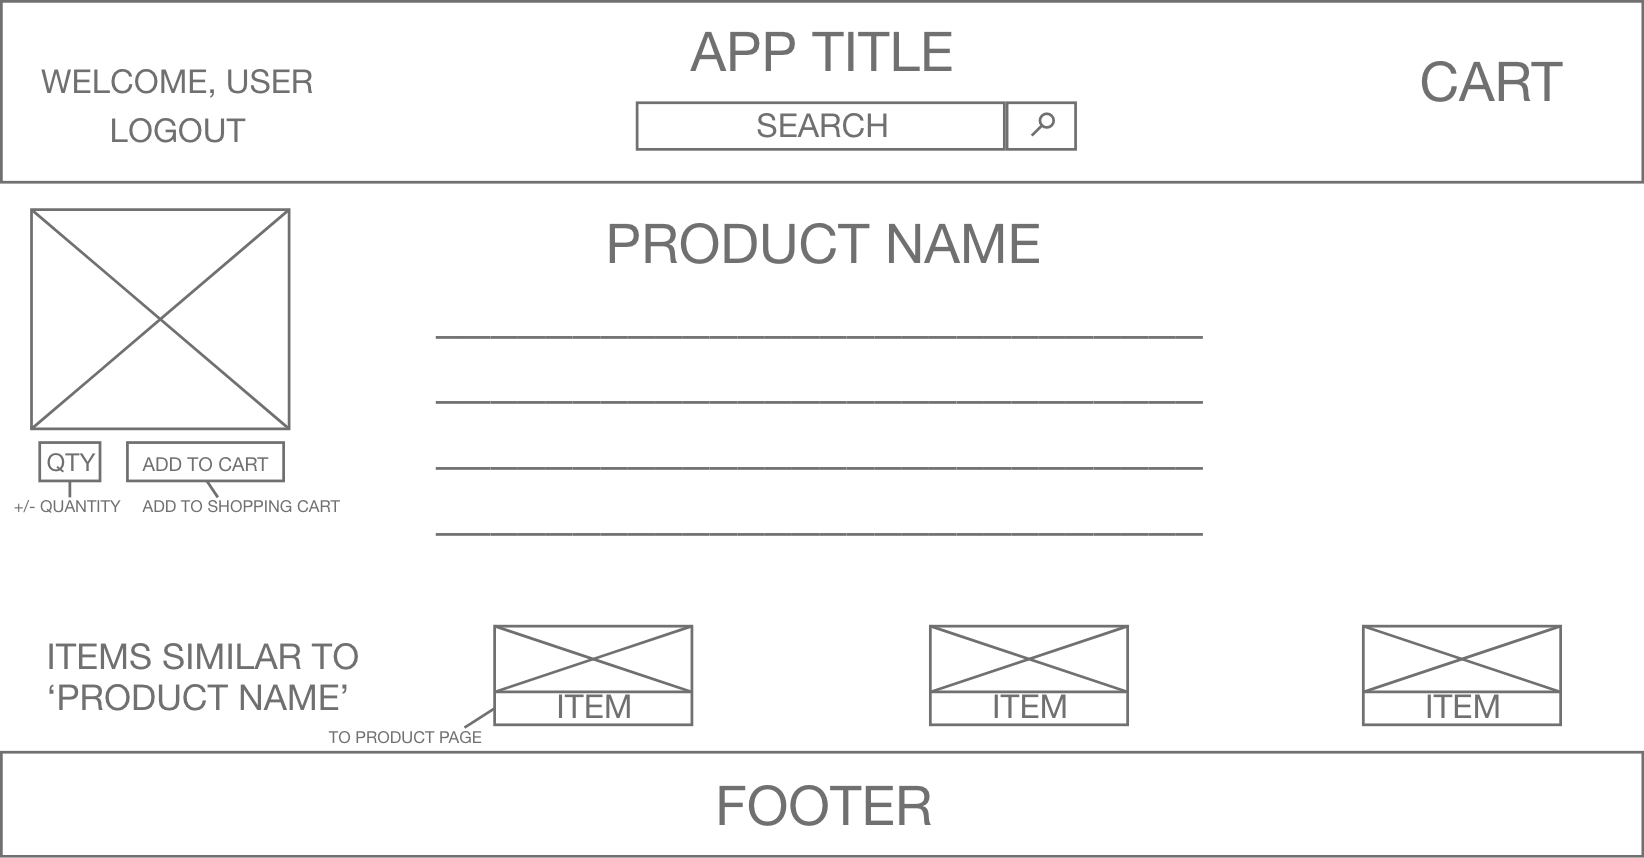 APP TITLE
WELCOME, USER
LOGOUT
SEARCH
CART
PRODUCT NAME
QTY
ADD TO CART
+/- QUANTITY
ADD TO SHOPPING CART
ITEMS SIMILAR TO
‘PRODUCT NAME’
ITEM
ITEM
ITEM
TO PRODUCT PAGE
FOOTER